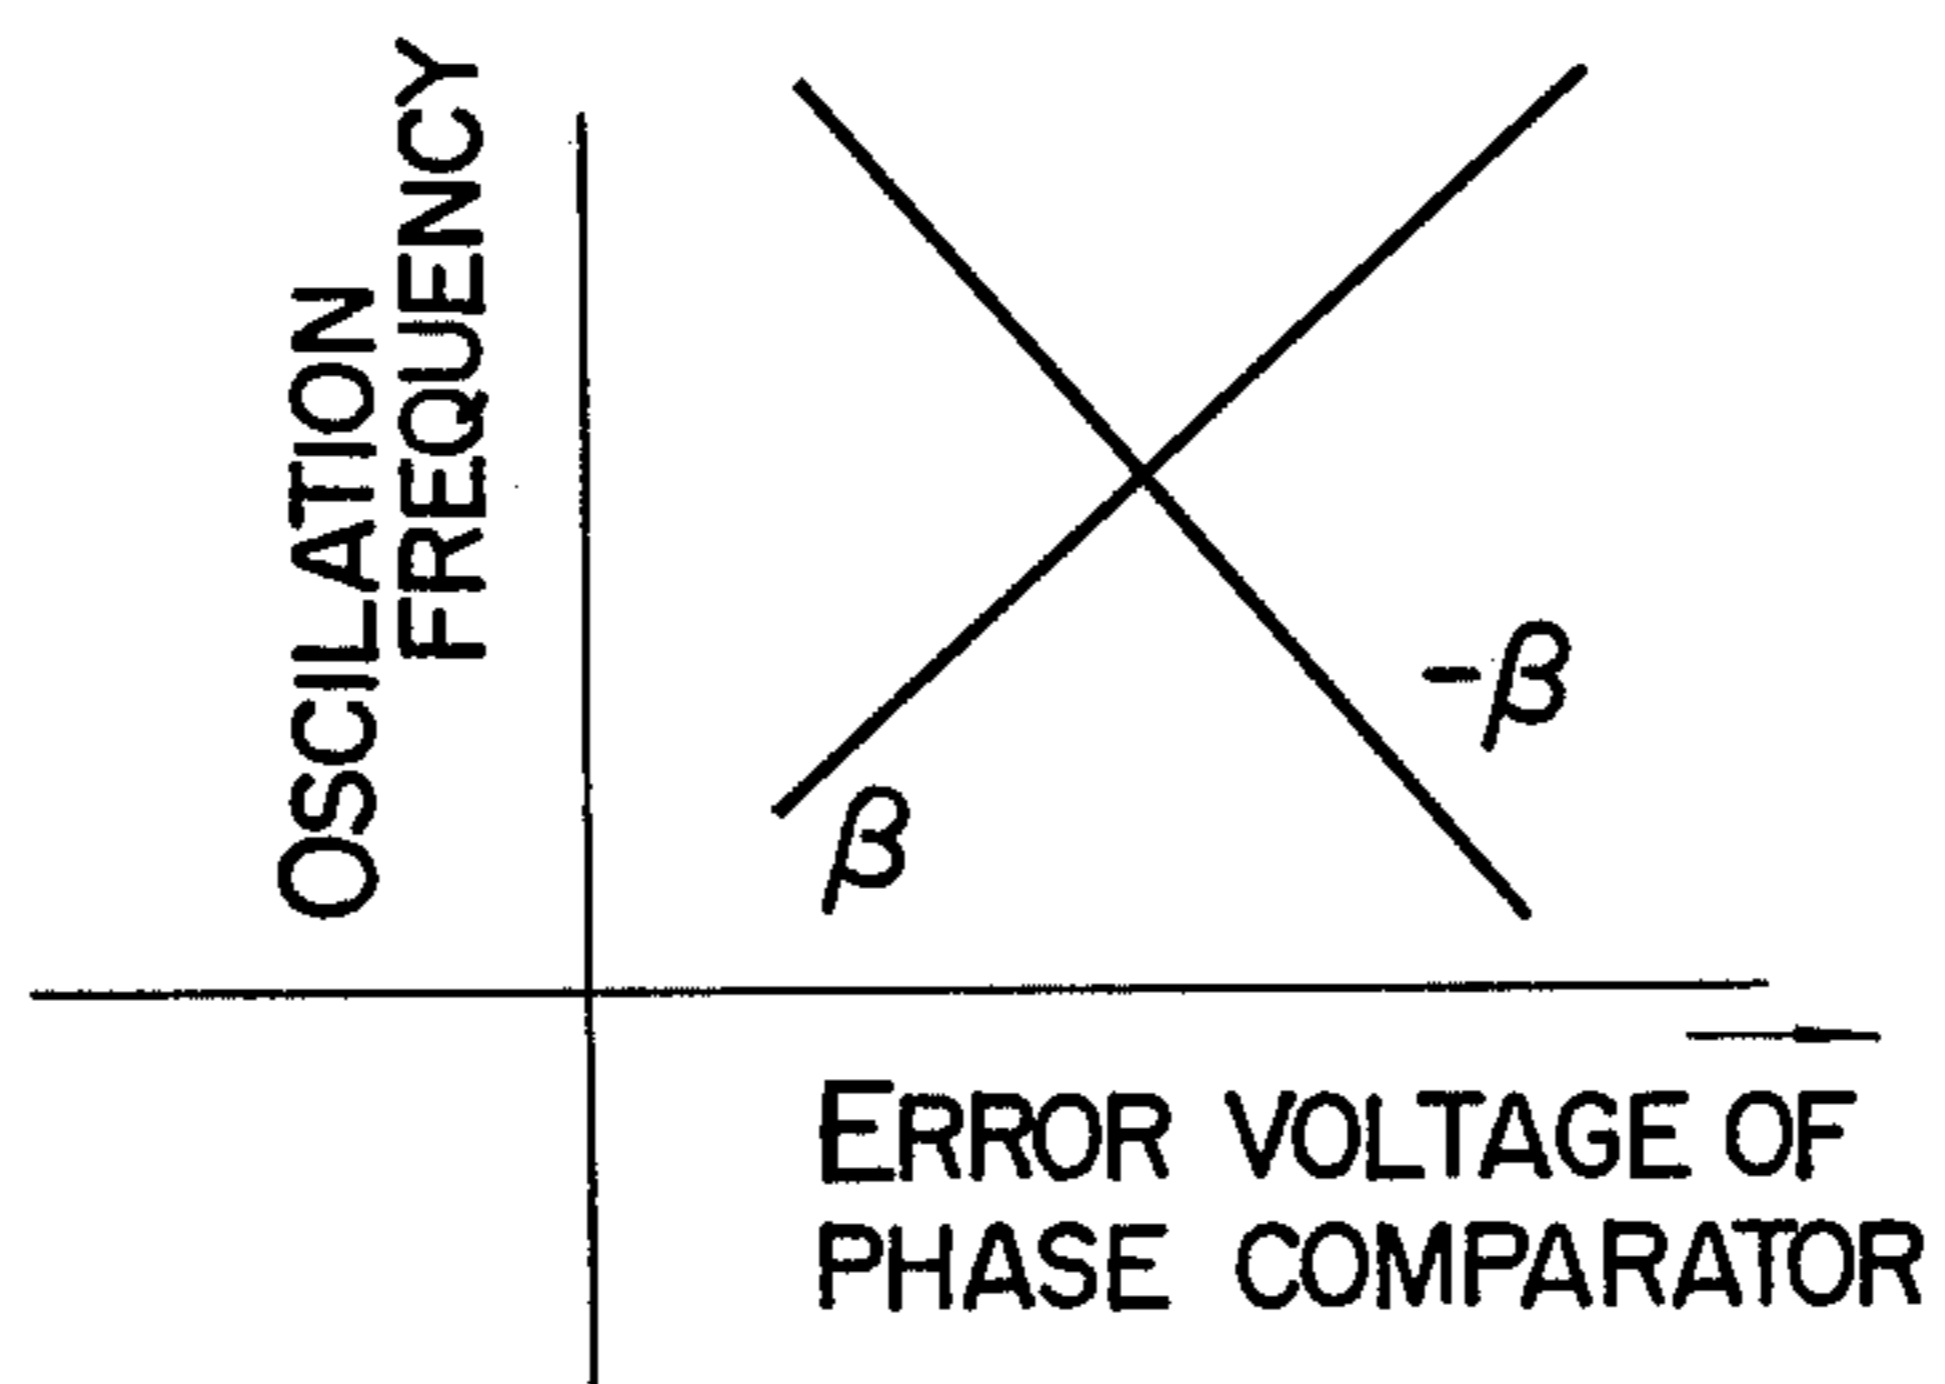 OSCILATION
FREQUENCY
-β
β
ERROR VOLTAGE OF
PHASE COMPARATOR